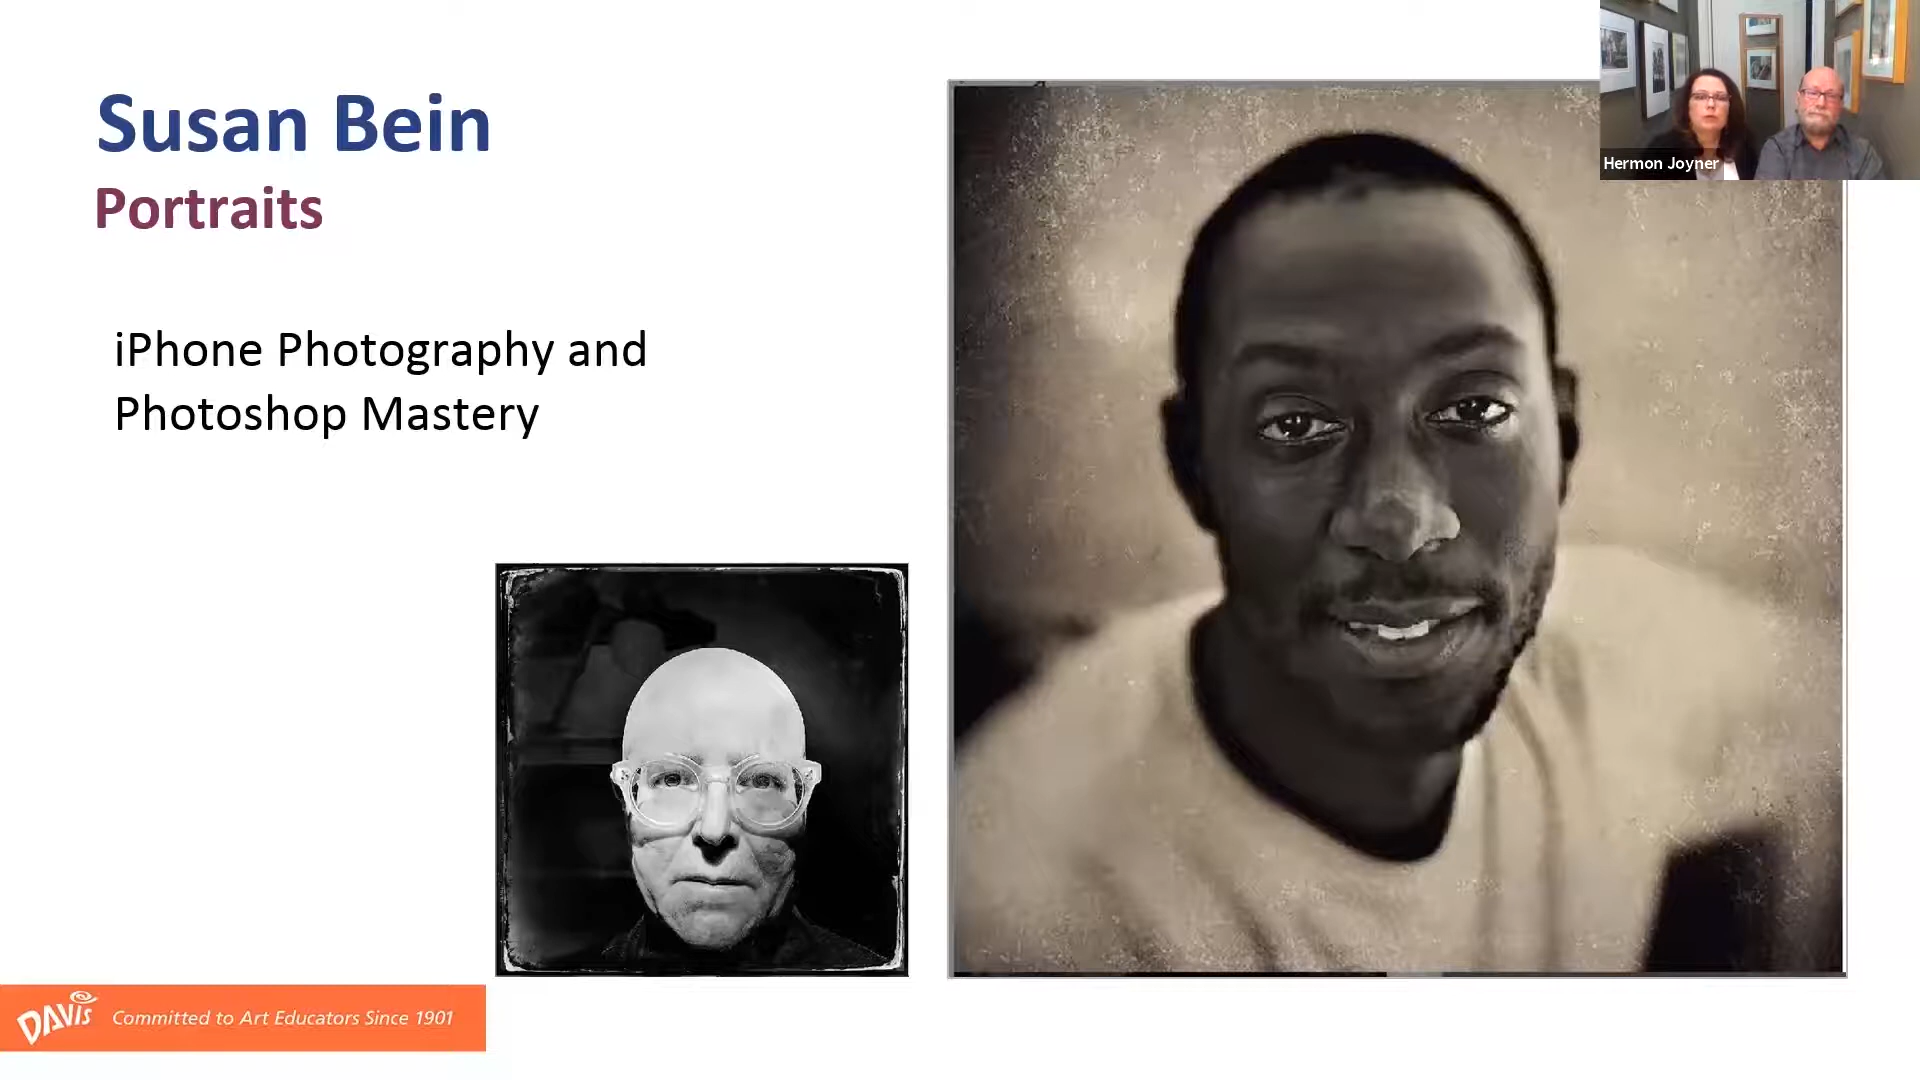 Susan Bein
Portraits
iPhone Photography and
Photoshop Mastery
Hermon Joyner
DAVIS Committed to Art Educators Since 1901